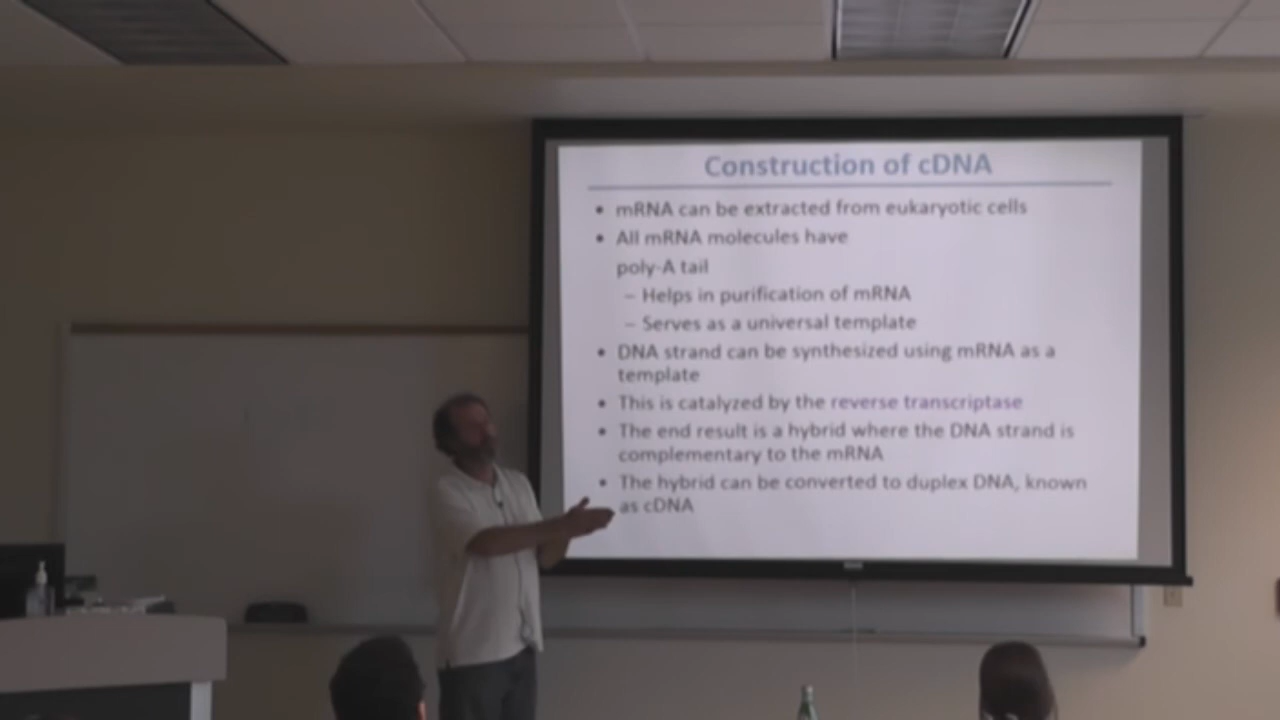 Construction of cDNA
• mRNA can be extracted from eukaryotic cells
• All mRNA molecules have
poly-A tail
– Helps in purification of mRNA
– Serves as a universal template
• DNA strand can be synthesized using mRNA as a
template
• This is catalyzed by the reverse transcriptase
• The end result is a hybrid where the DNA strand is
complementary to the mRNA
• The hybrid can be converted to duplex DNA, known
as cDNA